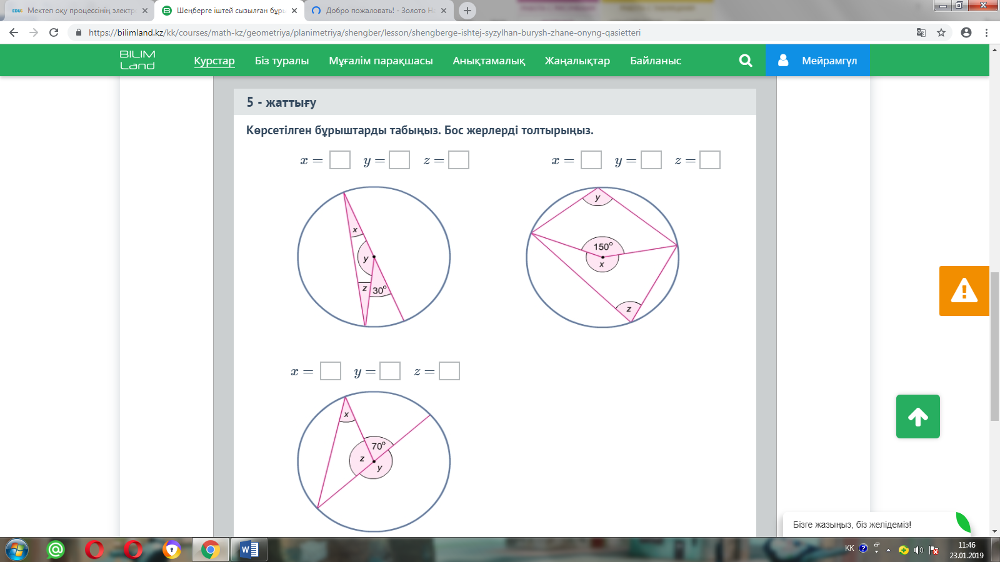 Мектеп оқу процессінің электр
Шеңберге іштей сызылған бұры
Добро пожаловать! - Золото На
https://bilimland.kz/kk/courses/math-kz/geometriya/planimetriya/shengber/lesson/shengberge-ishtej-syzylhan-burysh-zhane-onyng-qasietteri
BILIM Land
Курстар Біз туралы Мұғалім парақшасы Анықтамалық Жаңалықтар Байланыс
Мейрамгүл
5 - жаттығу
Көрсетілген бұрыштарды табыңыз. Бос жерлерді толтырыңыз.
x = y = z =
x = y = z =
x
y
z 30°
y
150°
x
z
x = y = z =
x
70°
z
y
Бізге жазыңыз, біз желідеміз!
KK
11:46
23.01.2019